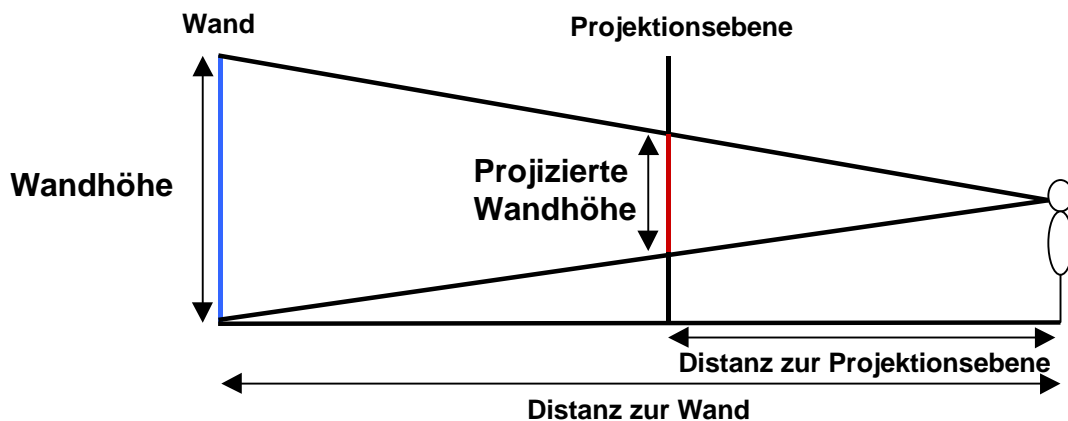 Wand
Projektionsebene
Wandhöhe
Projizierte
Wandhöhe
Distanz zur Projektionsebene
Distanz zur Wand